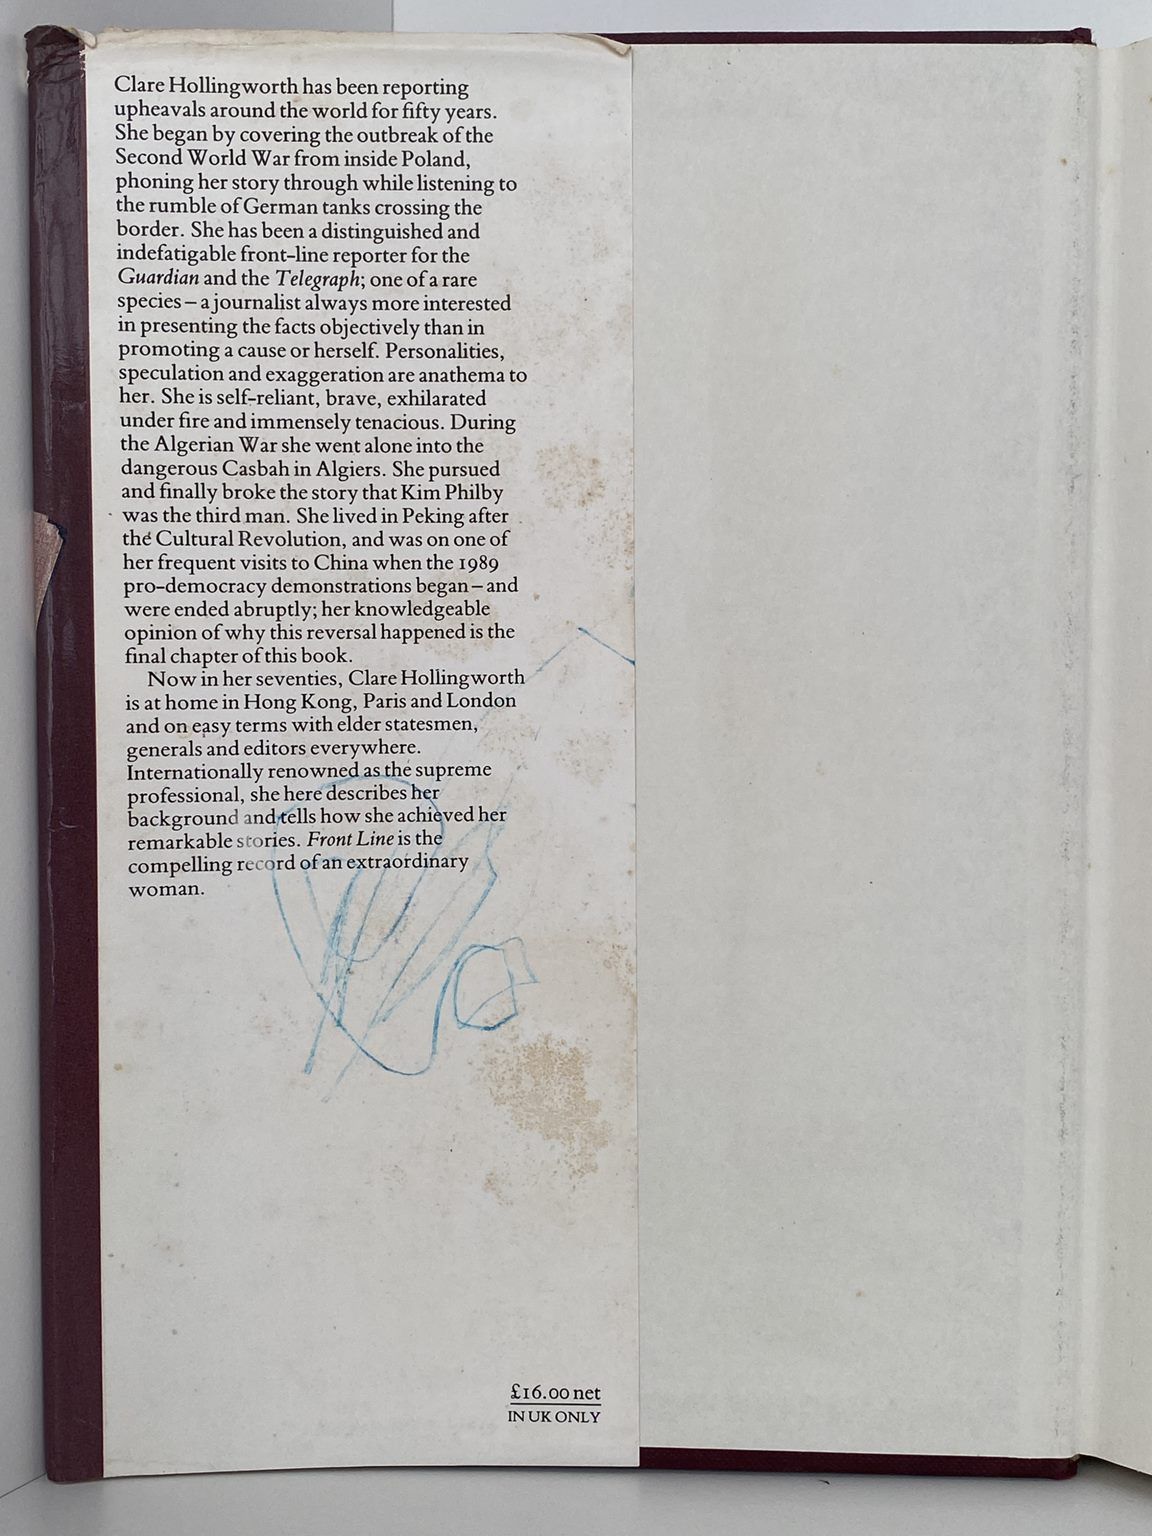 Clare Hollingworth has been reporting
upheavals around the world for fifty years.
She began by covering the outbreak of the
Second World War from inside Poland,
phoning her story through while listening to
the rumble of German tanks crossing the
border. She has been a distinguished and
indefatigable front-line reporter for the
Guardian and the Telegraph; one of a rare
species – a journalist always more interested
in presenting the facts objectively than in
promoting a cause or herself. Personalities,
speculation and exaggeration are anathema to
her. She is self-reliant, brave, exhilarated
under fire and immensely tenacious. During
the Algerian War she went alone into the
dangerous Casbah in Algiers. She pursued
and finally broke the story that Kim Philby
was the third man. She lived in Peking after
the Cultural Revolution, and was on one of
her frequent visits to China when the 1989
pro-democracy demonstrations began – and
were ended abruptly; her knowledgeable
opinion of why this reversal happened is the
final chapter of this book.
Now in her seventies, Clare Hollingworth
is at home in Hong Kong, Paris and London
and on easy terms with elder statesmen,
generals and editors everywhere.
Internationally renowned as the supreme
professional, she here describes her
background and tells how she achieved her
remarkable stories. Front Line is the
compelling record of an extraordinary
woman.
£16.00 net
IN UK ONLY